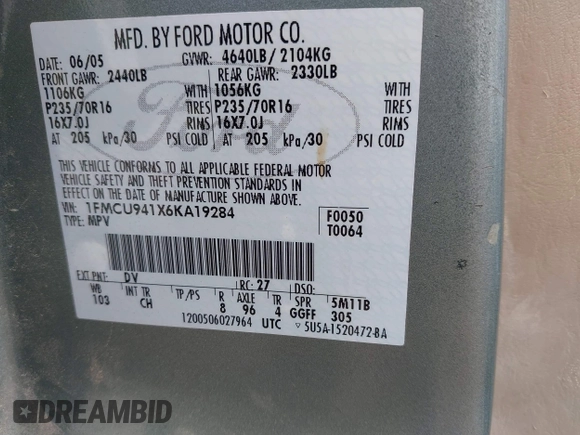 MFD. BY FORD MOTOR CO.
DATE: 06/05 GVWR: 4640LB/ 2104KG
FRONT GAWR: 2440LB REAR GAWR: 2330LB
1106KG WITH 1056KG WITH
P235/70R16 TIRES P235/70R16 TIRES
16X7.0J RIMS 16X7.0J RIMS
AT 205 kPa/30 PSI COLD AT 205 kPa/30 PSI COLD
Ford
THIS VEHICLE CONFORMS TO ALL APPLICABLE FEDERAL MOTOR
VEHICLE SAFETY AND THEFT PREVENTION STANDARDS IN
EFFECT ON THE DATE OF MANUFACTURE SHOWN ABOVE.
VIN: 1FMCU941X6KA19284 F0050
TYPE: MPV T0064
EXT PNT: DV RC: 27 DSO:
WB INT TR TP/PS R AXLE TR SPR 5M11B
103 CH 8 96 4 GGFF 305
1200506027964 UTC ▽ 5U5A-1520472-BA
DREAMBID